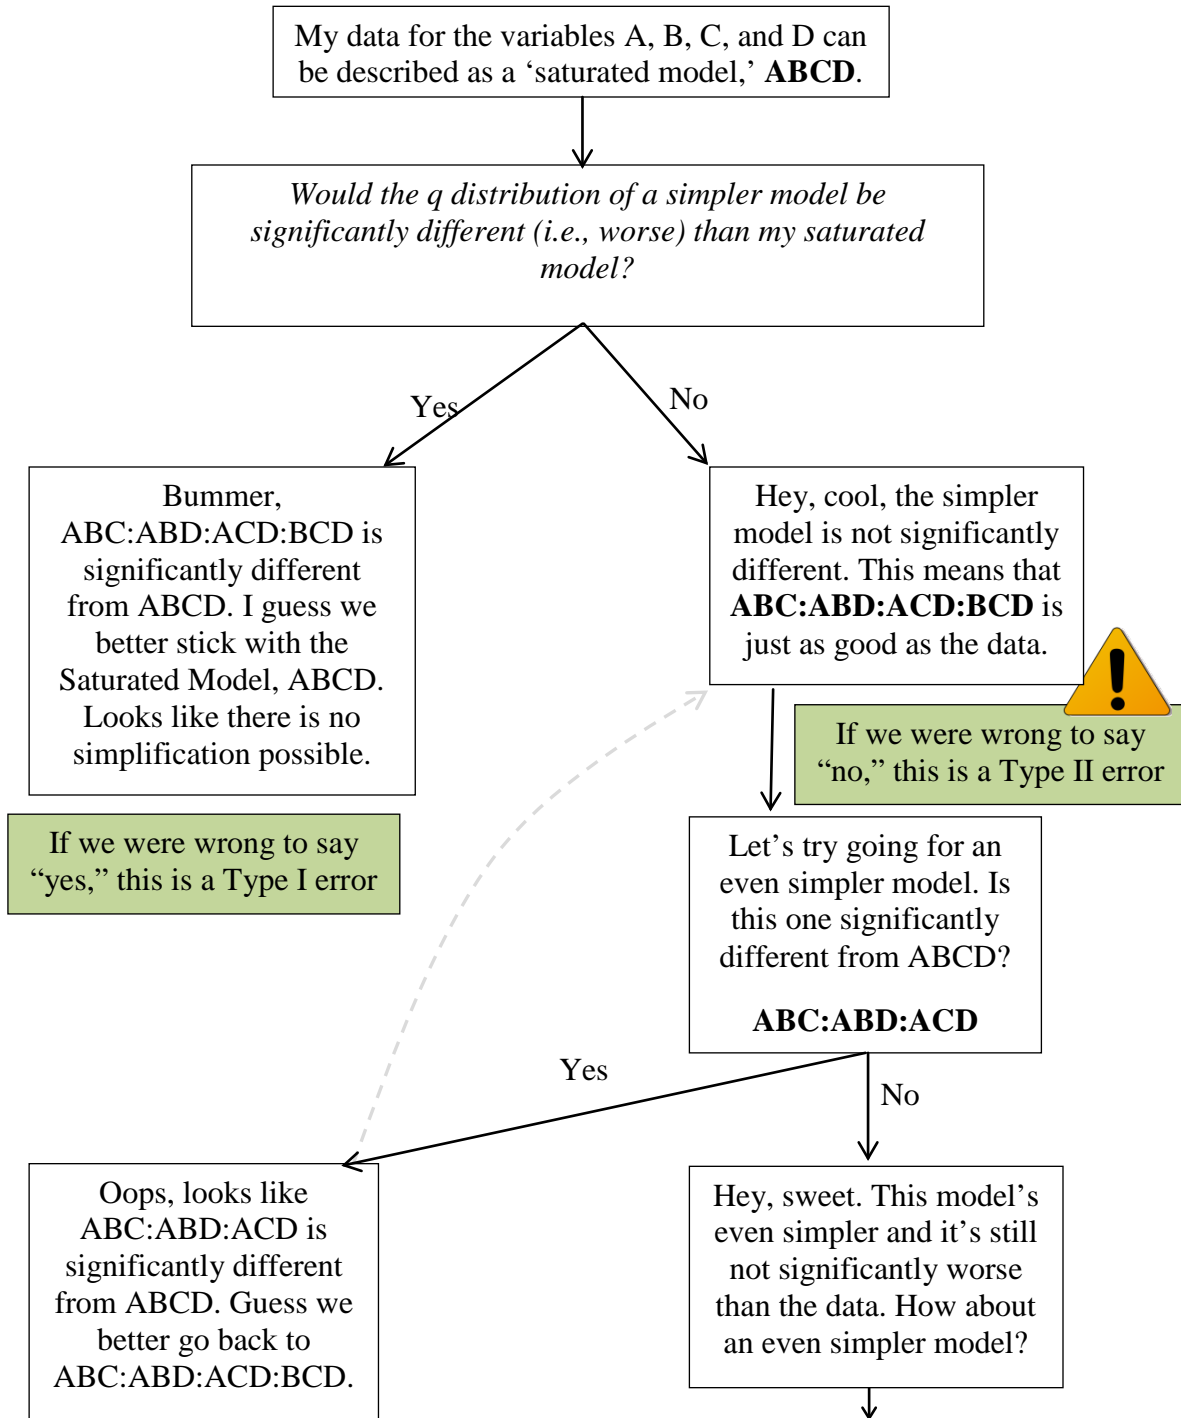 My data for the variables A, B, C, and D can
be described as a ‘saturated model,’ ABCD.
Would the q distribution of a simpler model be
significantly different (i.e., worse) than my saturated
model?
Yes
No
Bummer,
ABC:ABD:ACD:BCD is
significantly different
from ABCD. I guess we
better stick with the
Saturated Model, ABCD.
Looks like there is no
simplification possible.
Hey, cool, the simpler
model is not significantly
different. This means that
ABC:ABD:ACD:BCD is
just as good as the data.
!
If we were wrong to say
“no,” this is a Type II error
If we were wrong to say
“yes,” this is a Type I error
Let’s try going for an
even simpler model. Is
this one significantly
different from ABCD?
ABC:ABD:ACD
Yes
No
Oops, looks like
ABC:ABD:ACD is
significantly different
from ABCD. Guess we
better go back to
ABC:ABD:ACD:BCD.
Hey, sweet. This model’s
even simpler and it’s still
not significantly worse
than the data. How about
an even simpler model?